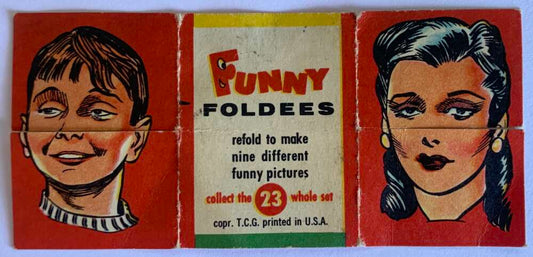 FUNNY
FOLDEES
refold to make
nine different
funny pictures
collect the 23 whole set
copr. T.C.G. printed in U.S.A.